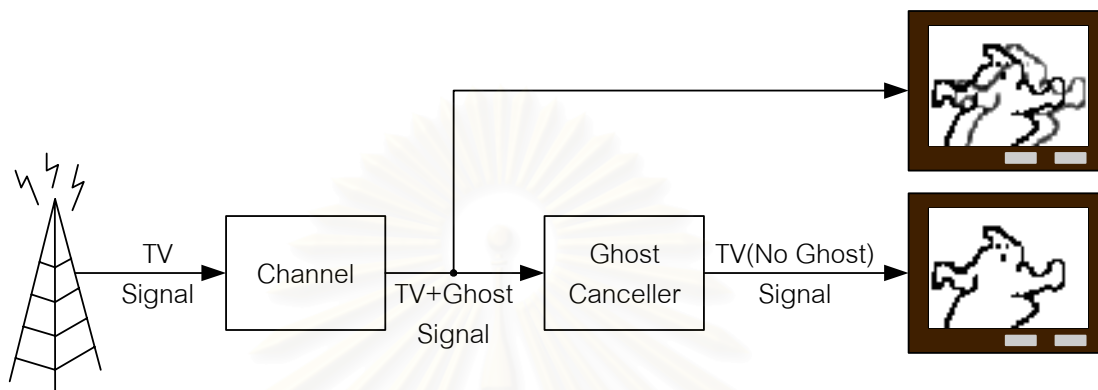 TV
Signal
Channel
TV+Ghost
Signal
Ghost
Canceller
TV(No Ghost)
Signal